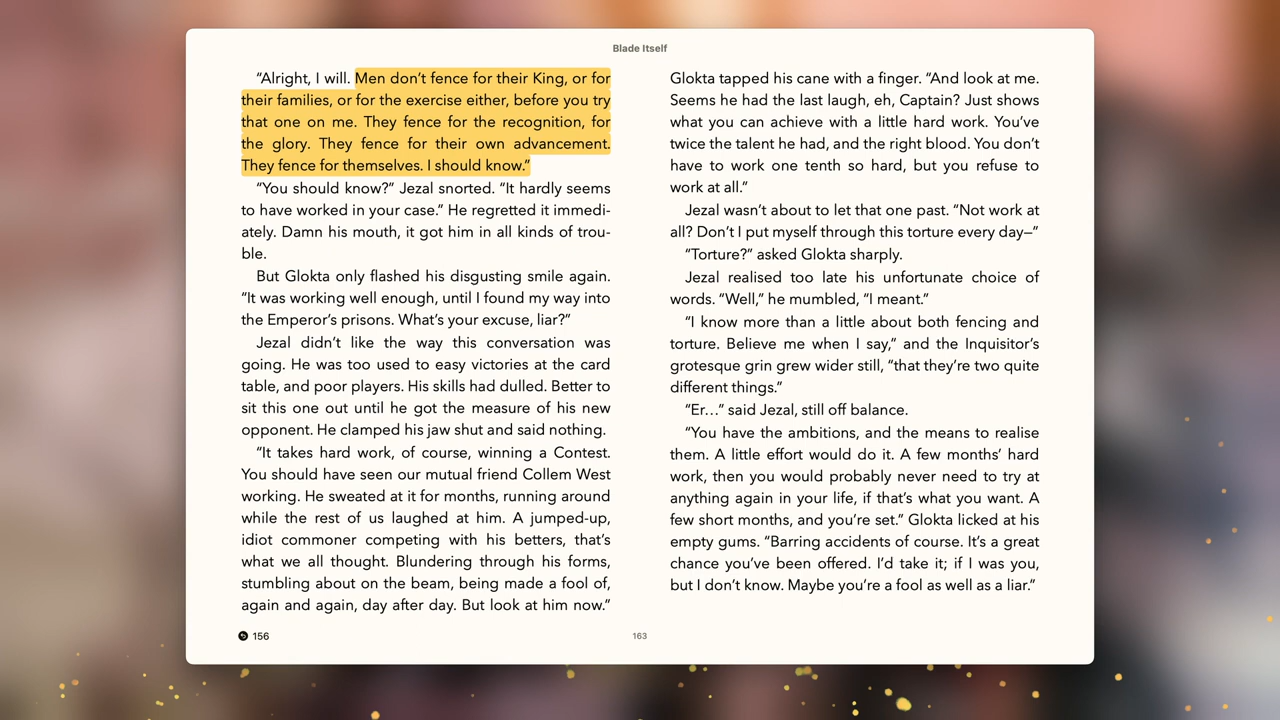 Blade Itself
“Alright, I will. Men don’t fence for their King, or for
their families, or for the exercise either, before you try
that one on me. They fence for the recognition, for
the glory. They fence for their own advancement.
They fence for themselves. I should know.”
“You should know?” Jezal snorted. “It hardly seems
to have worked in your case.” He regretted it immedi-
ately. Damn his mouth, it got him in all kinds of trou-
ble.
But Glokta only flashed his disgusting smile again.
“It was working well enough, until I found my way into
the Emperor’s prisons. What’s your excuse, liar?”
Jezal didn’t like the way this conversation was
going. He was too used to easy victories at the card
table, and poor players. His skills had dulled. Better to
sit this one out until he got the measure of his new
opponent. He clamped his jaw shut and said nothing.
“It takes hard work, of course, winning a Contest.
You should have seen our mutual friend Collem West
working. He sweated at it for months, running around
while the rest of us laughed at him. A jumped-up,
idiot commoner competing with his betters, that’s
what we all thought. Blundering through his forms,
stumbling about on the beam, being made a fool of,
again and again, day after day. But look at him now.”
Glokta tapped his cane with a finger. “And look at me.
Seems he had the last laugh, eh, Captain? Just shows
what you can achieve with a little hard work. You’ve
twice the talent he had, and the right blood. You don’t
have to work one tenth so hard, but you refuse to
work at all.”
Jezal wasn’t about to let that one past. “Not work at
all? Don’t I put myself through this torture every day—”
“Torture?” asked Glokta sharply.
Jezal realised too late his unfortunate choice of
words. “Well,” he mumbled, “I meant.”
“I know more than a little about both fencing and
torture. Believe me when I say,” and the Inquisitor’s
grotesque grin grew wider still, “that they’re two quite
different things.”
“Er…” said Jezal, still off balance.
“You have the ambitions, and the means to realise
them. A little effort would do it. A few months’ hard
work, then you would probably never need to try at
anything again in your life, if that’s what you want. A
few short months, and you’re set.” Glokta licked at his
empty gums. “Barring accidents of course. It’s a great
chance you’ve been offered. I’d take it; if I was you,
but I don’t know. Maybe you’re a fool as well as a liar.”
156
163